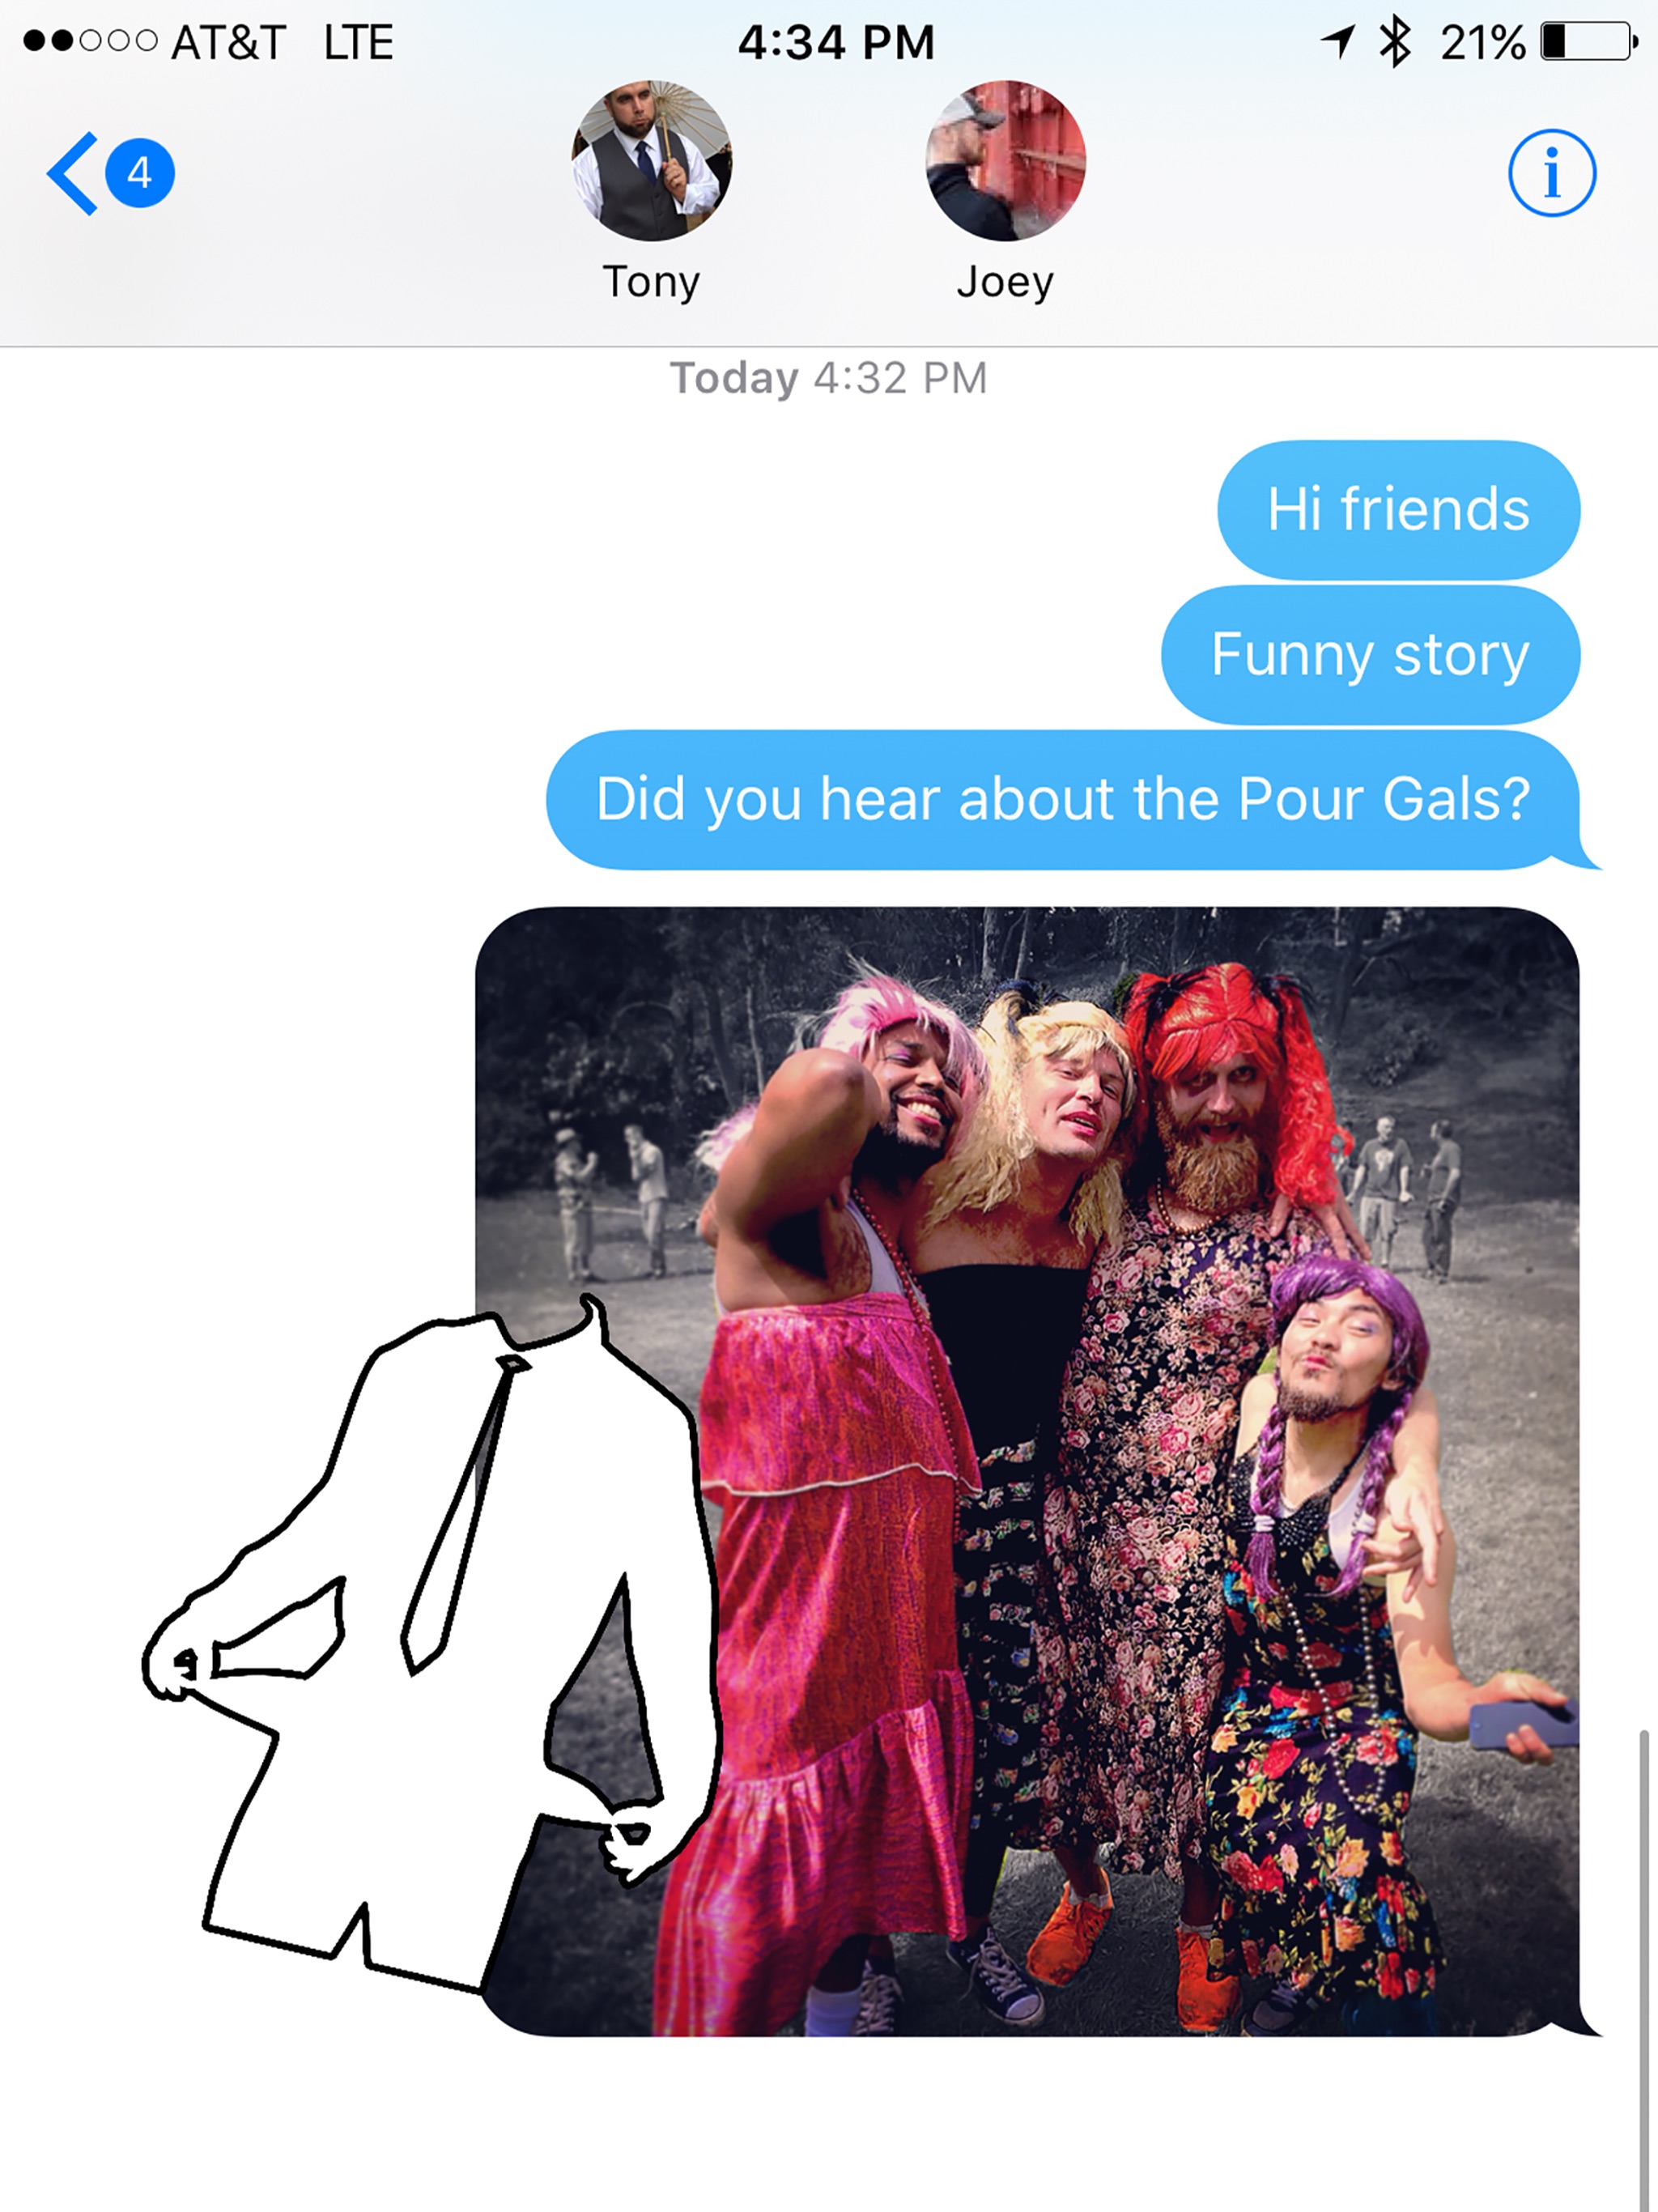 AT&T LTE 4:34 PM 21%
4
i
Tony Joey
Today 4:32 PM
Hi friends
Funny story
Did you hear about the Pour Gals?